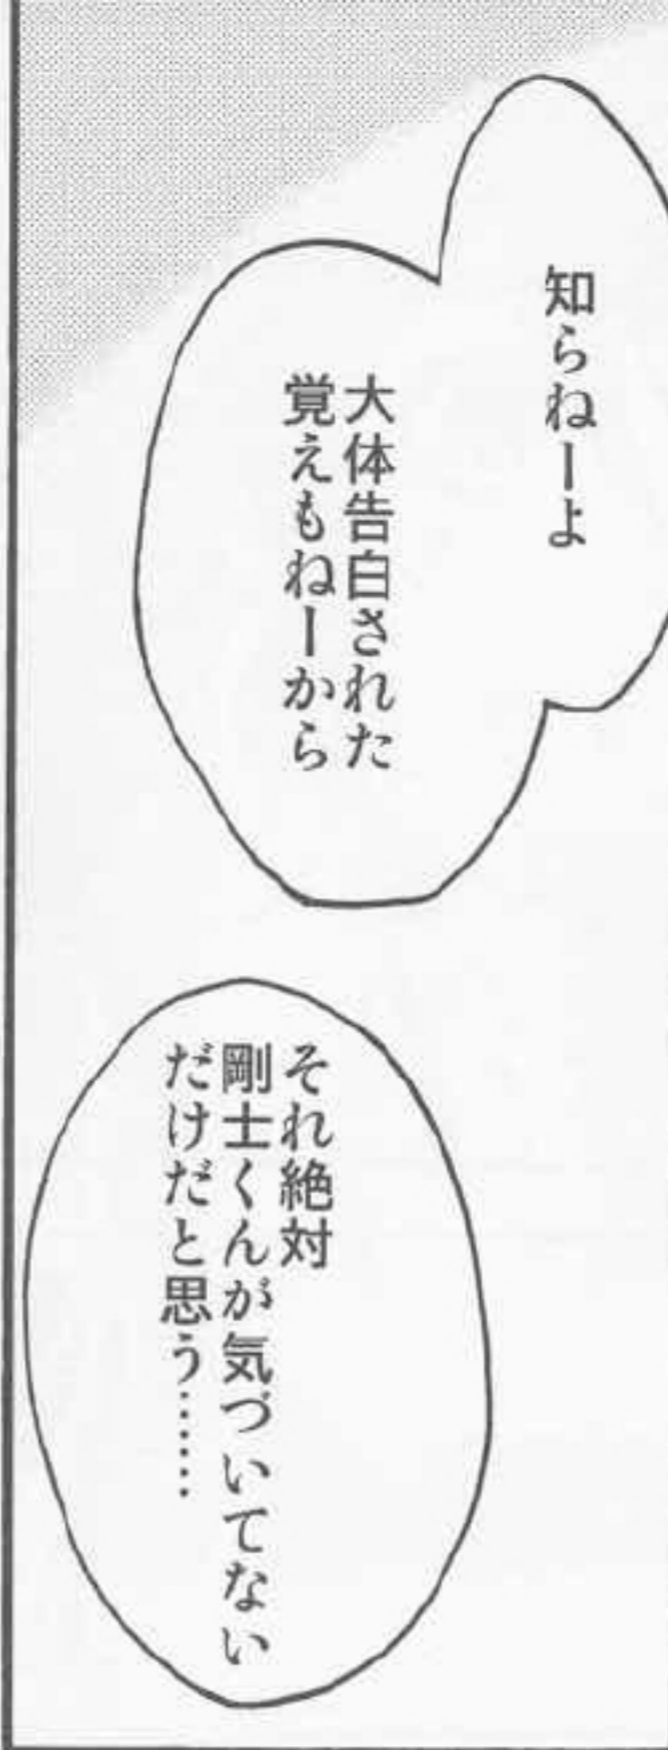 知らねーよ
大体告白された
覚えもねーから
それ絶対
剛士くんが気づいてない
だけだと思う……